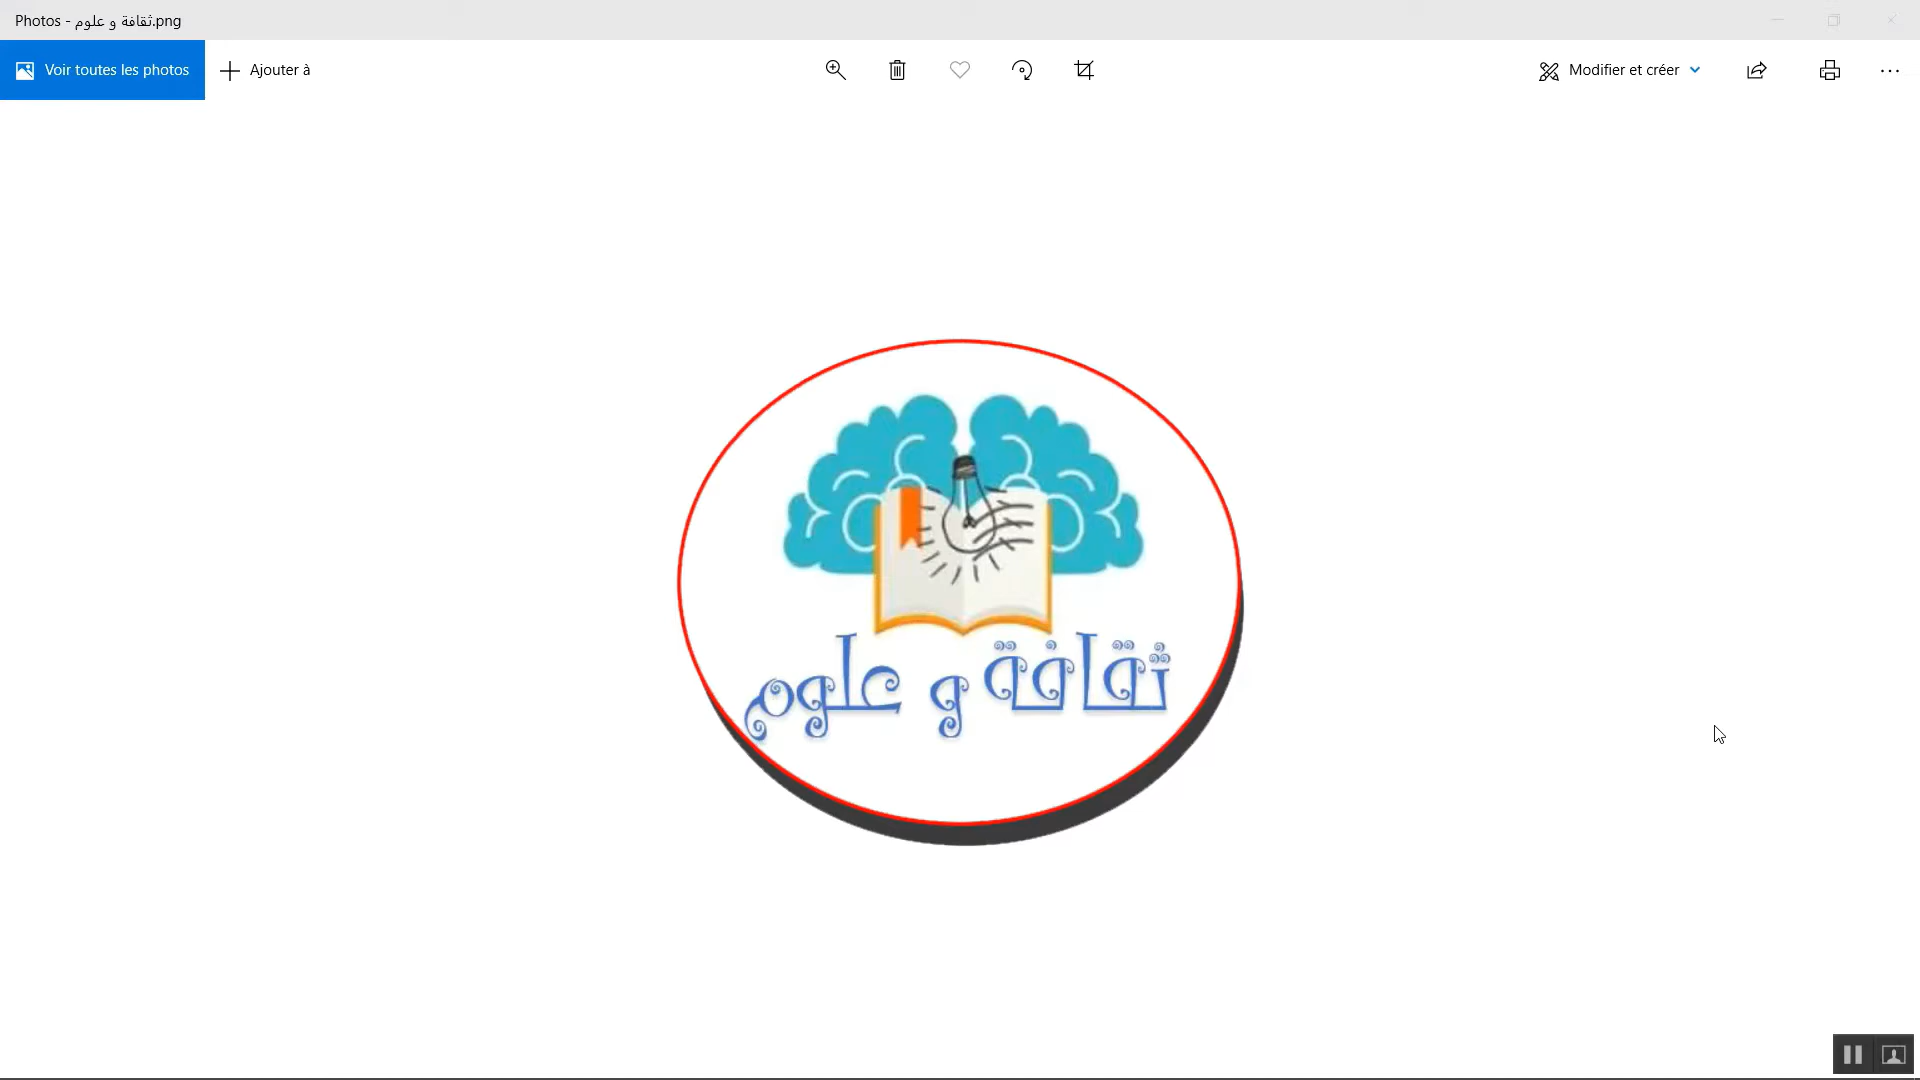 Photos - ثقافة و علوم.png
Voir toutes les photos
Ajouter à
Modifier et créer
ثقافة و علوم